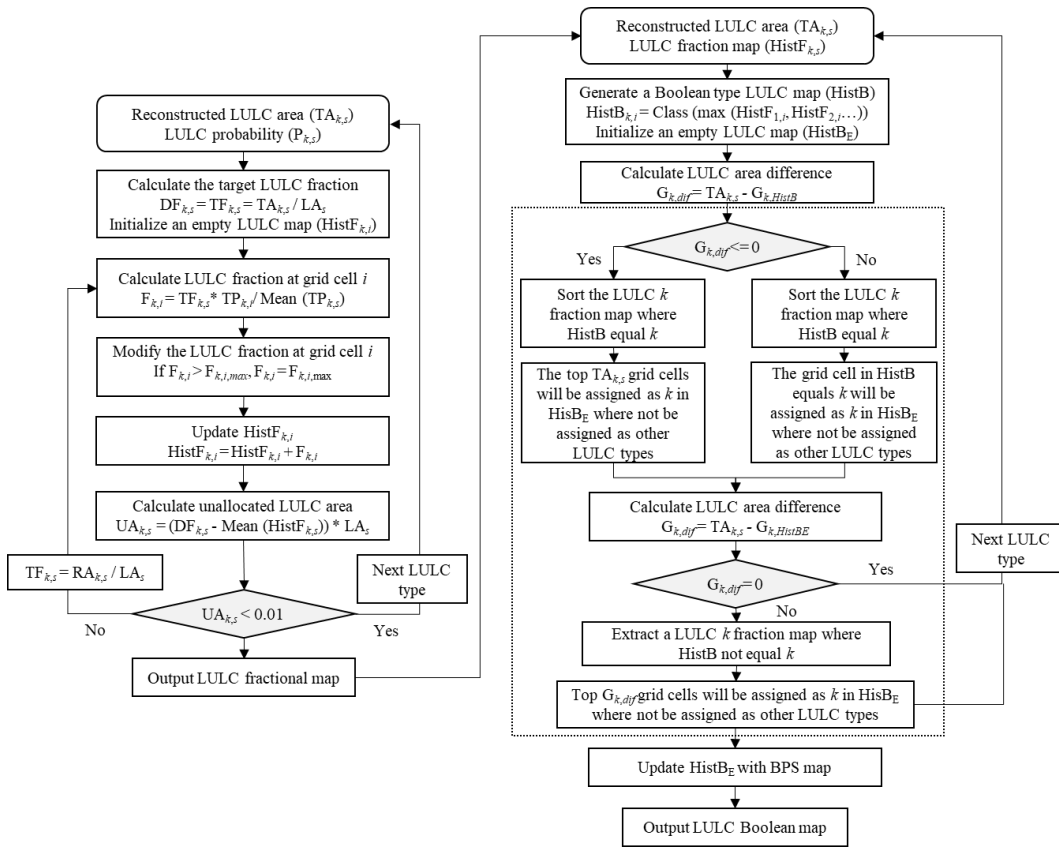 Reconstructed LULC area (TAk,s)
LULC probability (Pk,s)
Calculate the target LULC fraction
DFk,s = TFk,s = TAk,s / LAs
Initialize an empty LULC map (HistFk,i)
Calculate LULC fraction at grid cell i
Fk,i = TFk,s* TPk,i/ Mean (TPk,s)
Modify the LULC fraction at grid cell i
If Fk,i > Fk,i,max, Fk,i = Fk,i,max
Update HistFk,i
HistFk,i = HistFk,i + Fk,i
Calculate unallocated LULC area
UAk,s = (DFk,s - Mean (HistFk,s)) * LAs
TFk,s = RAk,s / LAs
Next LULC
type
UAk,s < 0.01
No
Yes
Output LULC fractional map
Reconstructed LULC area (TAk,s)
LULC fraction map (HistFk,s)
Generate a Boolean type LULC map (HistB)
HistBk,i = Class (max (HistF1,i, HistF2,i…))
Initialize an empty LULC map (HistBE)
Calculate LULC area difference
Gk,dif = TAk,s - Gk,HistB
Gk,dif <= 0
Yes
No
Sort the LULC k
fraction map where
HistB equal k
Sort the LULC k
fraction map where
HistB equal k
The top TAk,s grid cells
will be assigned as k in
HisBE where not be
assigned as other
LULC types
The grid cell in HistB
equals k will be
assigned as k in HisBE
where not be assigned
as other LULC types
Calculate LULC area difference
Gk,dif = TAk,s - Gk,HistBE
Next LULC
type
Gk,dif = 0
Yes
No
Extract a LULC k fraction map where
HistB not equal k
Top Gk,dif grid cells will be assigned as k in HisBE
where not be assigned as other LULC types
Update HistBE with BPS map
Output LULC Boolean map